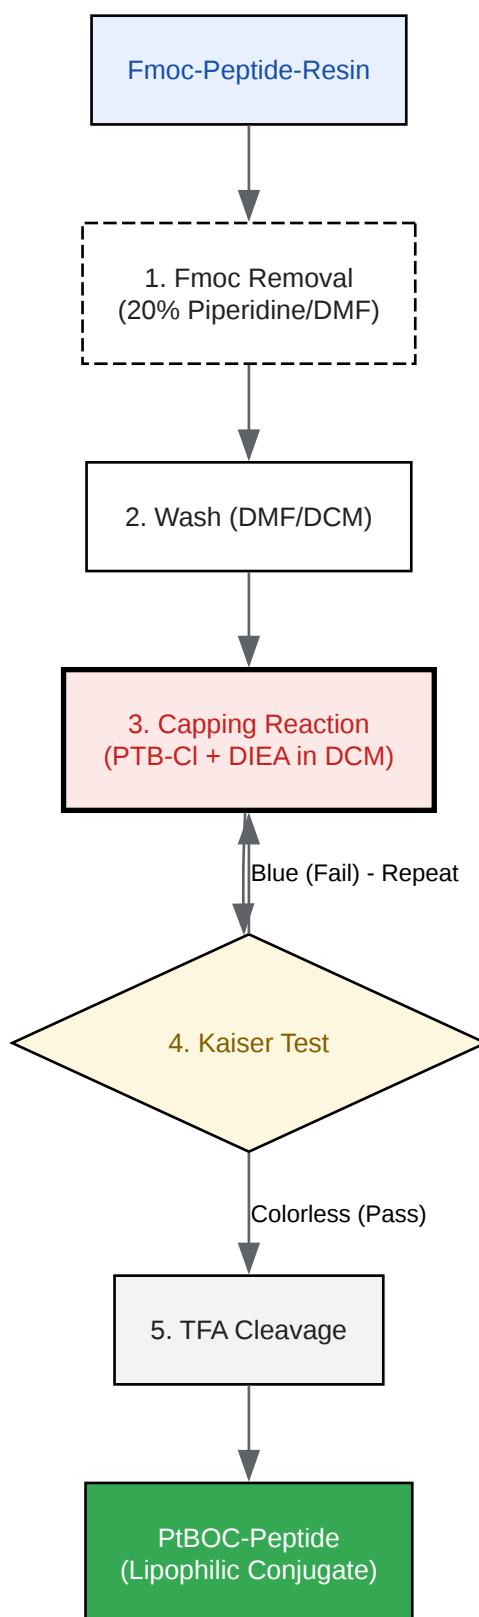 Fmoc-Peptide-Resin
1. Fmoc Removal
(20% Piperidine/DMF)
2. Wash (DMF/DCM)
3. Capping Reaction
(PTB-Cl + DIEA in DCM)
Blue (Fail) - Repeat
4. Kaiser Test
Colorless (Pass)
5. TFA Cleavage
PtBOC-Peptide
(Lipophilic Conjugate)